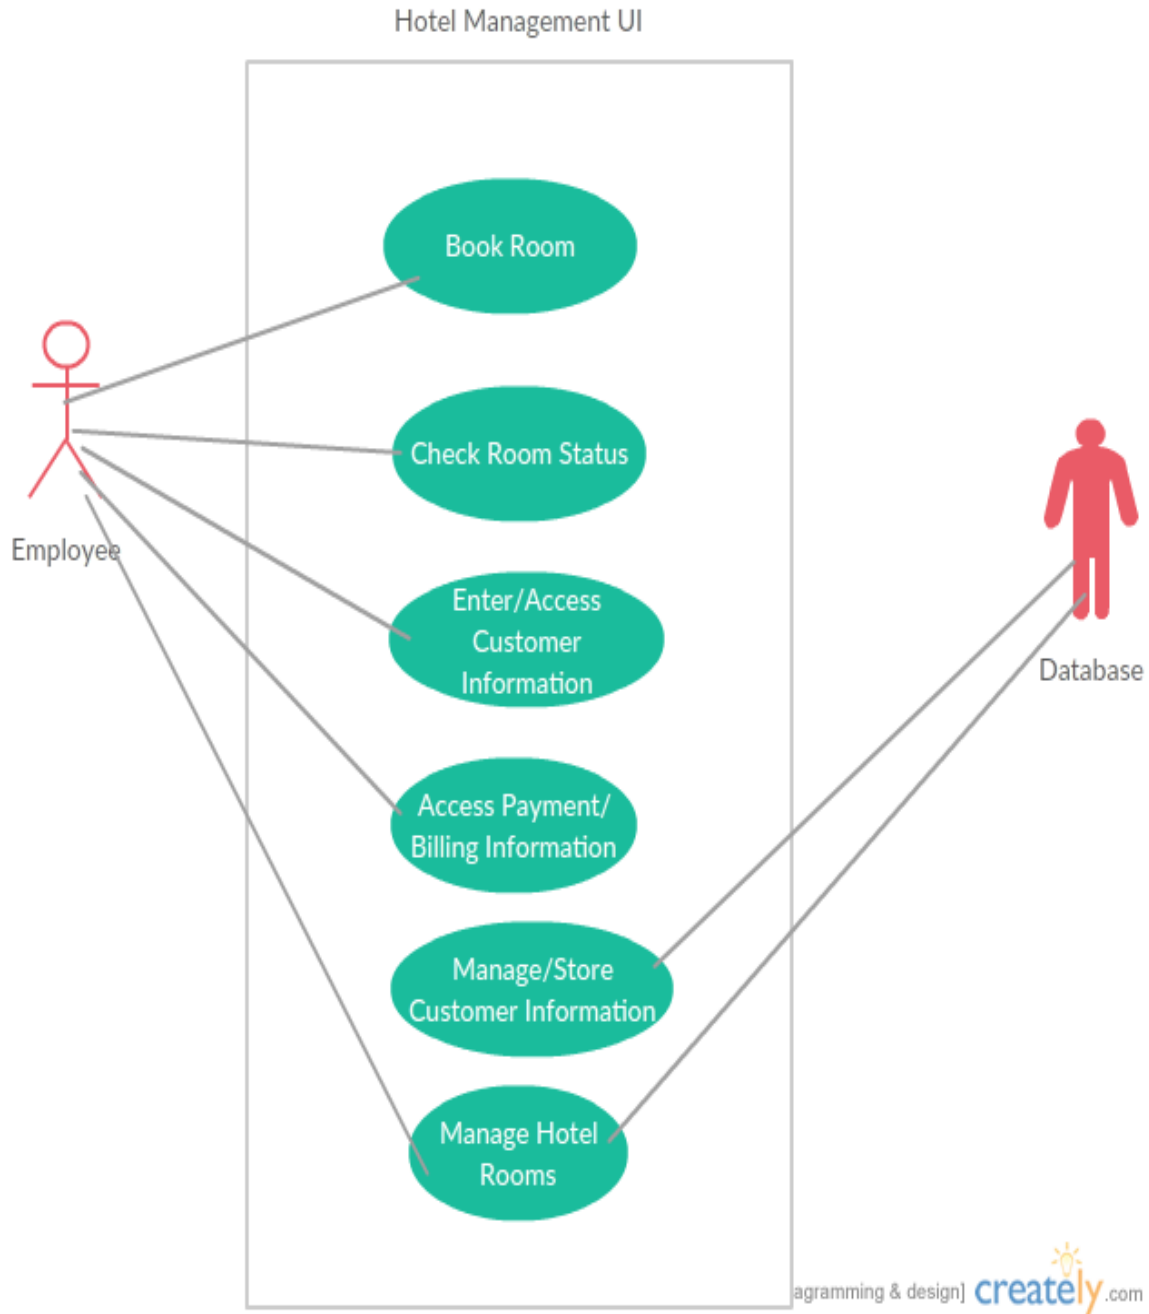 Hotel Management UI
Book Room
Check Room Status
Employee
Enter/Access
Customer
Information
Database
Access Payment/
Billing Information
Manage/Store
Customer Information
Manage Hotel
Rooms
agramming & design] creately.com